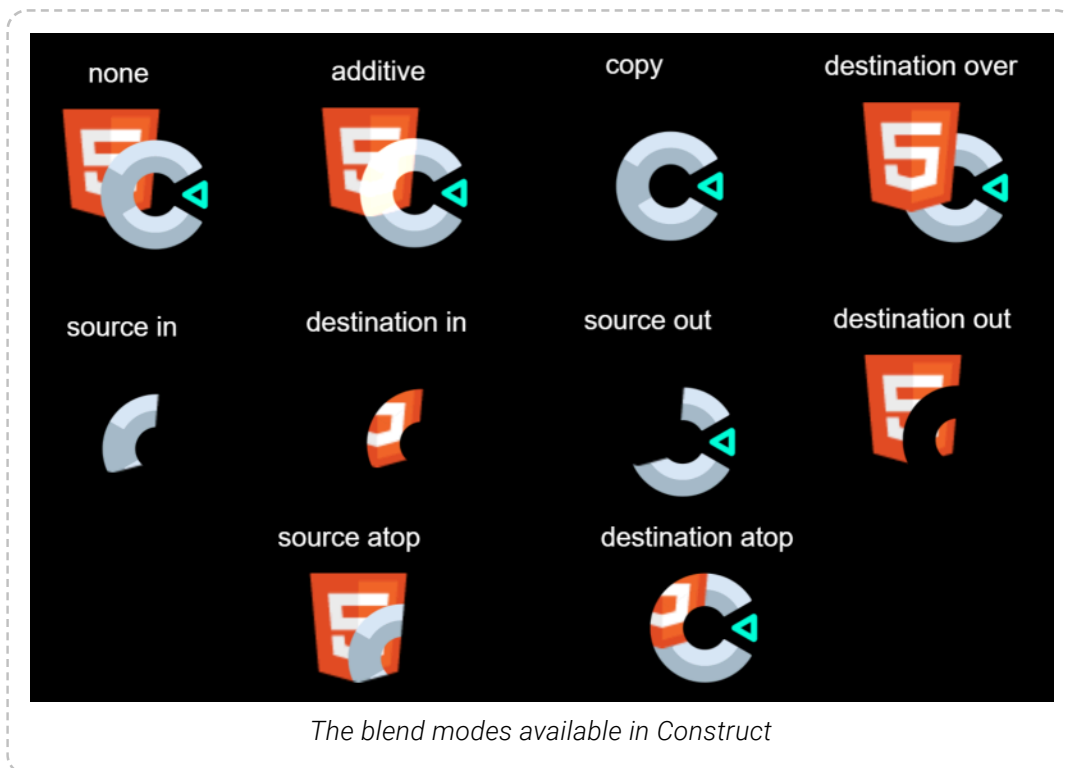 none
additive
copy
destination over
source in
destination in
source out
destination out
source atop
destination atop
The blend modes available in Construct